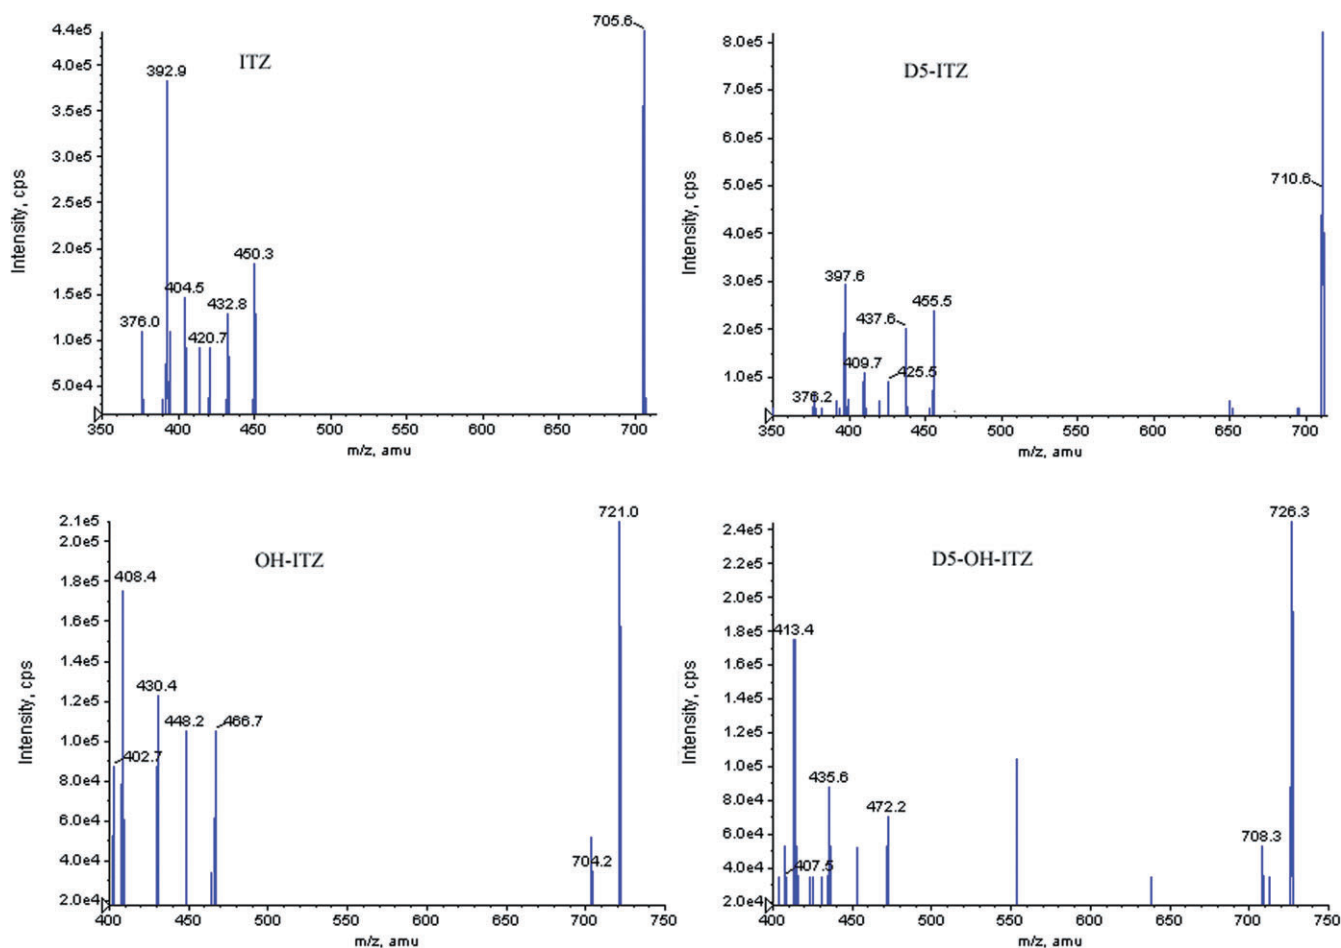 ITZ
Intensity, cps
4.4e5
4.0e5
3.5e5
3.0e5
2.5e5
2.0e5
1.5e5
1.0e5
5.0e4
705.6
392.9
450.3
404.5
432.8
376.0
420.7
350 400 450 500 550 600 650 700
m/z, amu
D5-ITZ
Intensity, cps
8.0e5
7.0e5
6.0e5
5.0e5
4.0e5
3.0e5
2.0e5
1.0e5
710.6
397.6
455.5
437.6
409.7
425.5
376.2
350 400 450 500 550 600 650 700
m/z, amu
OH-ITZ
Intensity, cps
2.1e5
2.0e5
1.8e5
1.6e5
1.4e5
1.2e5
1.0e5
8.0e4
6.0e4
4.0e4
2.0e4
721.0
408.4
430.4
448.2
466.7
402.7
704.2
400 450 500 550 600 650 700 750
m/z, amu
D5-OH-ITZ
Intensity, cps
2.4e5
2.2e5
2.0e5
1.8e5
1.6e5
1.4e5
1.2e5
1.0e5
8.0e4
6.0e4
4.0e4
2.0e4
726.3
413.4
435.6
472.2
407.5
708.3
400 450 500 550 600 650 700 750
m/z, amu